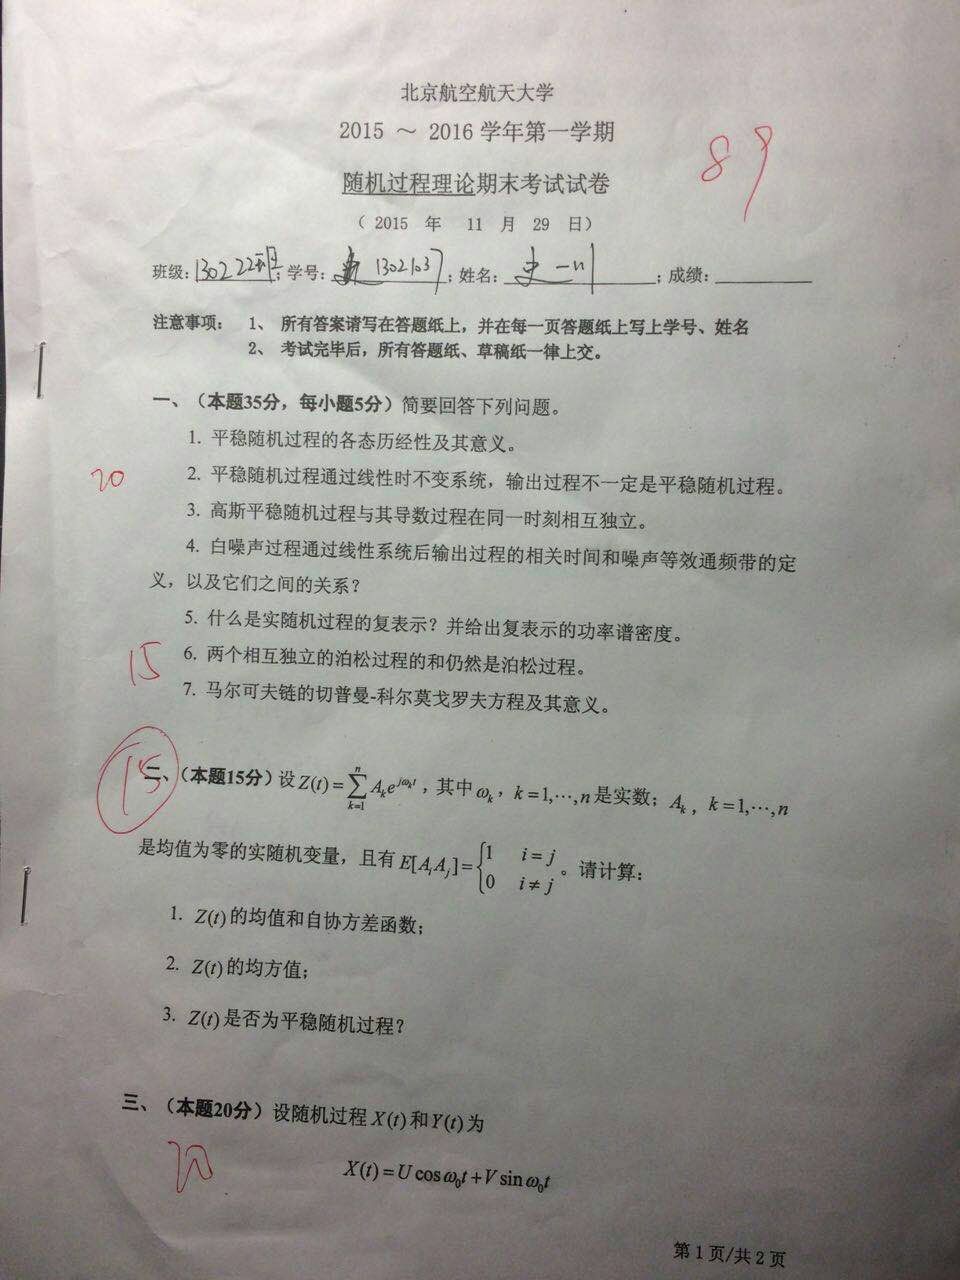 北京航空航天大学
2015 ～ 2016 学年第一学期
89
随机过程理论期末考试试卷
（ 2015 年 11 月 29 日）
班级: 130222班 ; 学号: 1302103 ; 姓名: 史一川 ; 成绩:
注意事项: 1、 所有答案请写在答题纸上，并在每一页答题纸上写上学号、姓名
2、 考试完毕后，所有答题纸、草稿纸一律上交。
一、（本题35分，每小题5分）简要回答下列问题。
1. 平稳随机过程的各态历经性及其意义。
20
2. 平稳随机过程通过线性时不变系统，输出过程不一定是平稳随机过程。
3. 高斯平稳随机过程与其导数过程在同一时刻相互独立。
4. 白噪声过程通过线性系统后输出过程的相关时间和噪声等效通频带的定
义，以及它们之间的关系？
5. 什么是实随机过程的复表示？并给出复表示的功率谱密度。
15
6. 两个相互独立的泊松过程的和仍然是泊松过程。
7. 马尔可夫链的切普曼-科尔莫戈罗夫方程及其意义。
15
二、（本题15分）设 Z(t)=∑_{k=1}^{n} A_k e^{jω_k t}，其中 ω_k，k=1,⋯,n 是实数；A_k，k=1,⋯,n
是均值为零的实随机变量，且有 E[A_i A_j]={1 i=j 0 i≠j 。请计算:
1. Z(t) 的均值和自协方差函数；
2. Z(t) 的均方值；
3. Z(t) 是否为平稳随机过程？
三、（本题20分）设随机过程 X(t) 和 Y(t) 为
20
X(t)=U cos ω₀t+V sin ω₀t
第 1 页/共 2 页